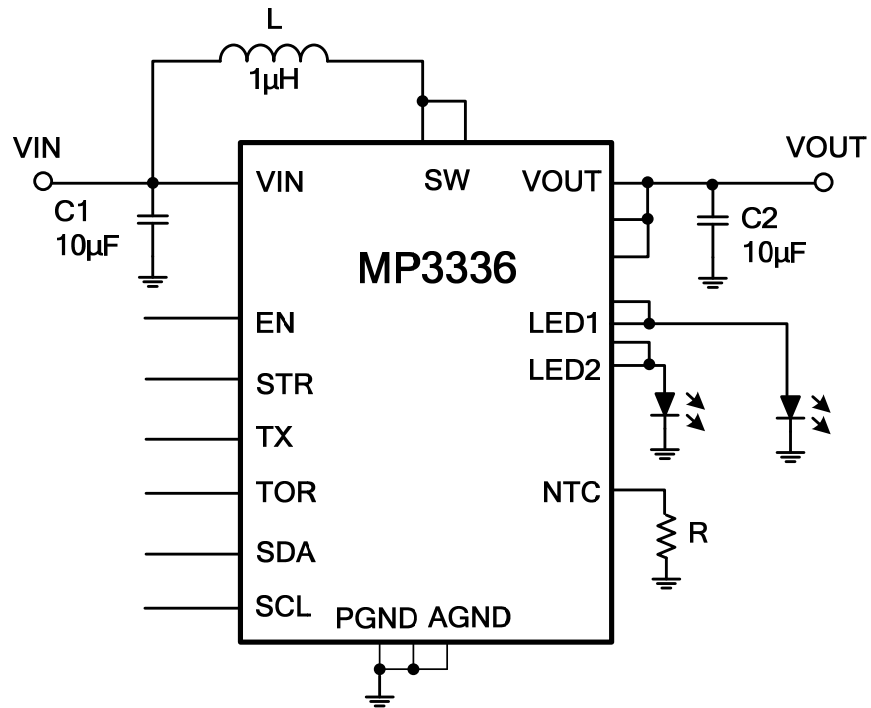 L
1µH
VIN
VOUT
VIN
SW
VOUT
C1
10µF
C2
10µF
MP3336
EN
LED1
STR
LED2
TX
TOR
NTC
R
SDA
SCL
PGND
AGND